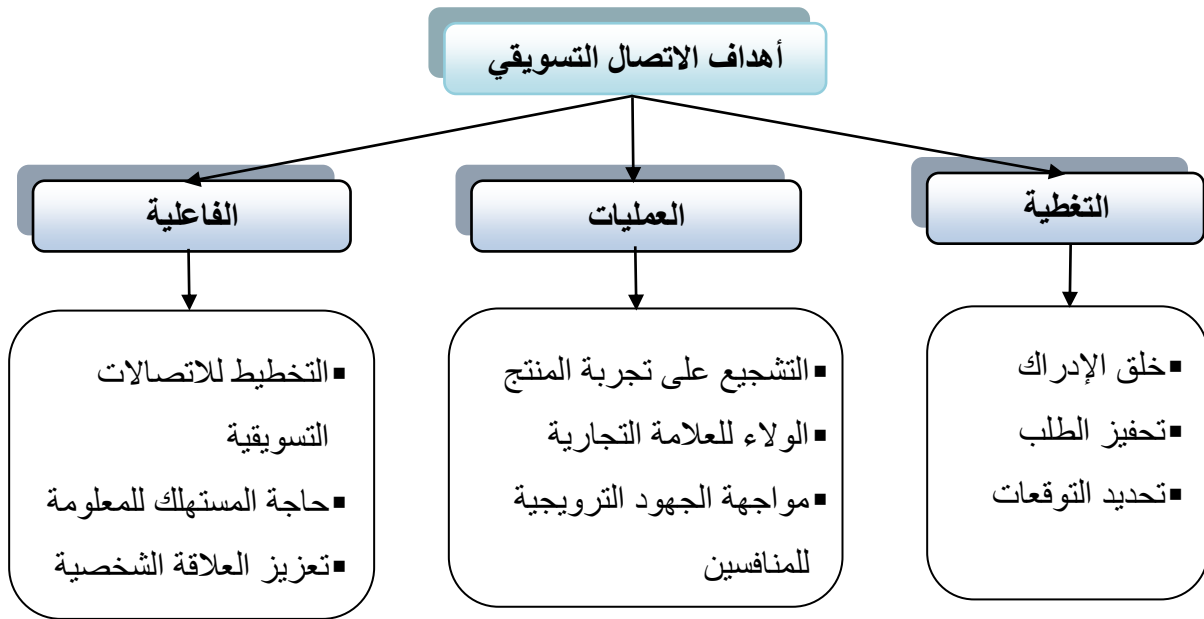 أهداف الاتصال التسويقي
التغطية
العمليات
الفاعلية
▪خلق الإدراك
▪تحفيز الطلب
▪تحديد التوقعات
▪التشجيع على تجربة المنتج
▪الولاء للعلامة التجارية
▪مواجهة الجهود الترويجية
للمنافسين
▪التخطيط للاتصالات
التسويقية
▪حاجة المستهلك للمعلومة
▪تعزيز العلاقة الشخصية